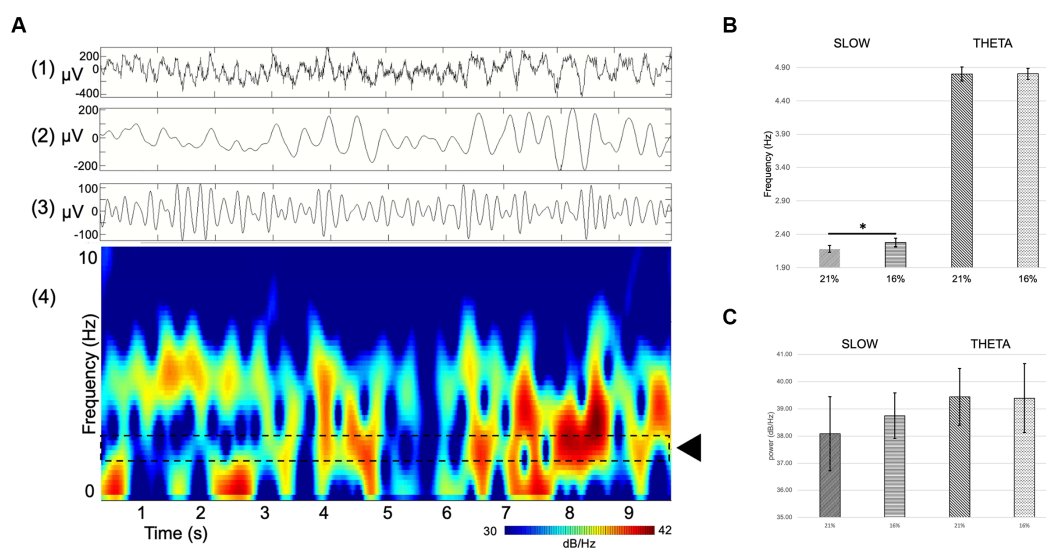 A
(1)
µV
200
0
-400
(2)
µV
200
0
-200
(3)
µV
100
0
-100
(4)
10
Frequency (Hz)
0
1 2 3 4 5 6 7 8 9
Time (s)
30 42
dB/Hz
B
SLOW THETA
Frequency (Hz)
4.90
4.40
3.90
3.40
2.90
2.40
1.90
*
21% 16% 21% 16%
C
SLOW THETA
power (dB/Hz)
41.00
40.00
39.00
38.00
37.00
36.00
35.00
21% 16% 21% 16%